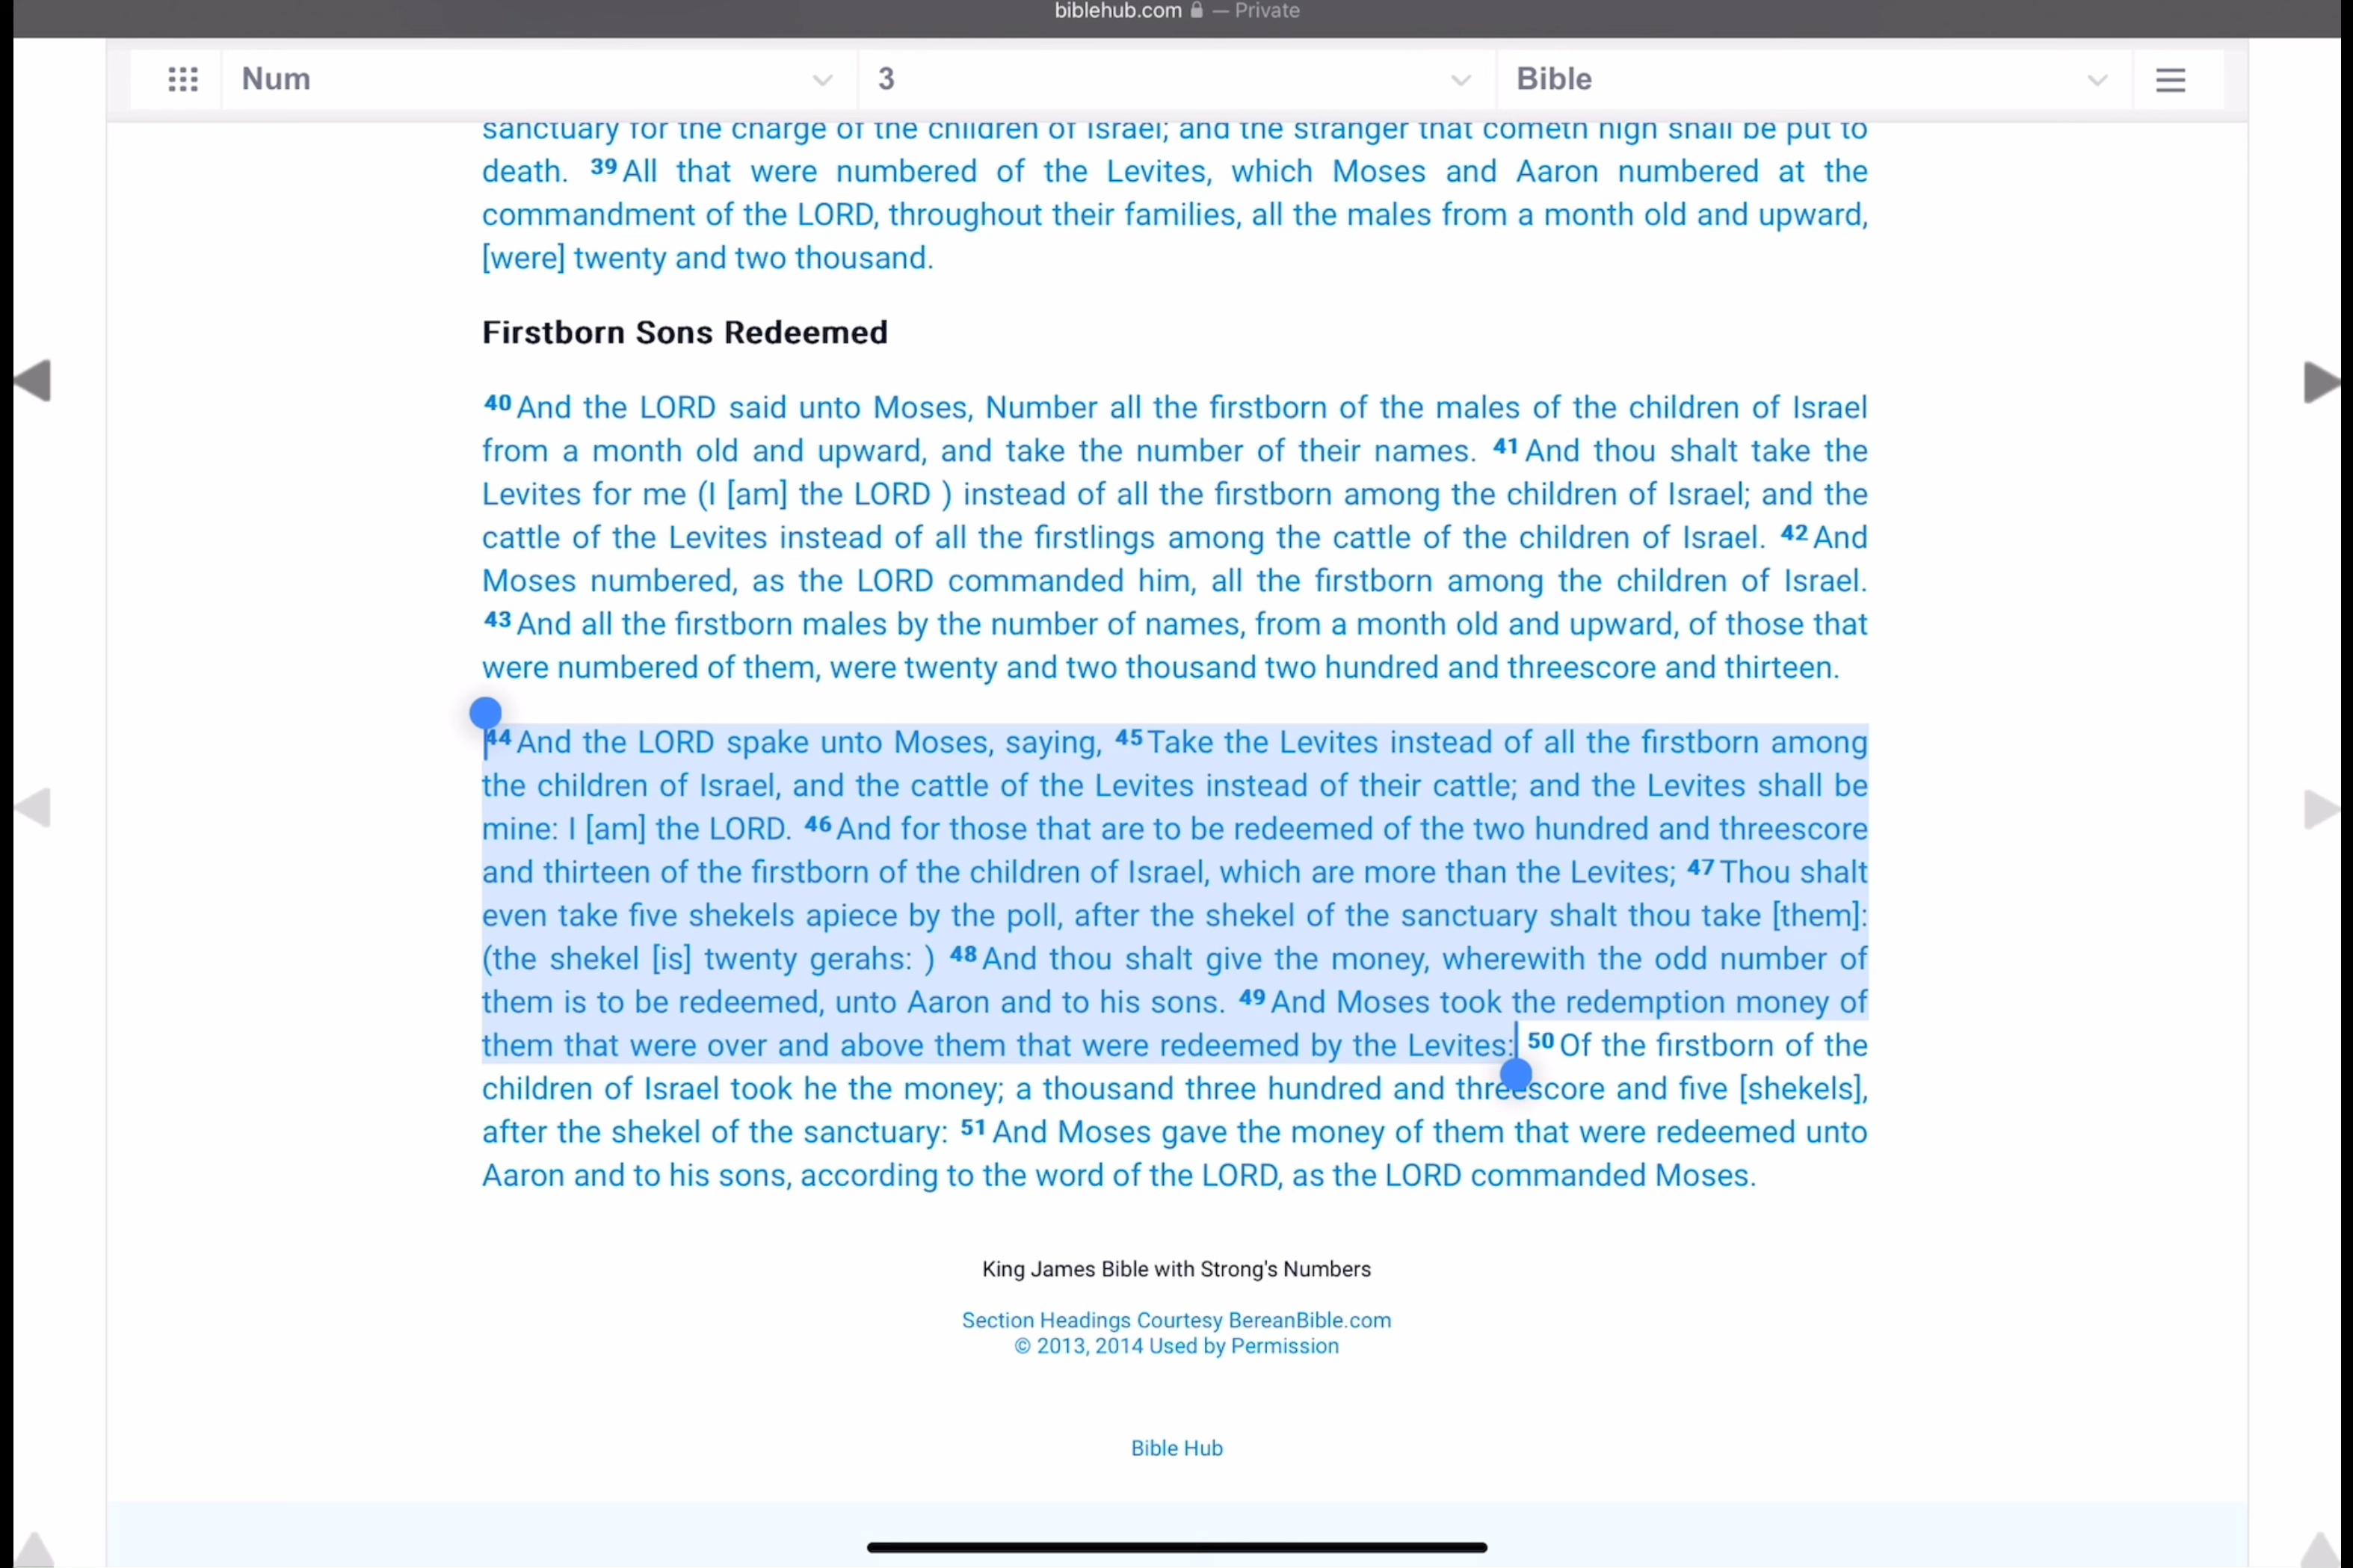 biblehub.com — Private
Num 3 Bible
sanctuary for the charge of the children of Israel; and the stranger that cometh nigh shall be put to
death. 39 All that were numbered of the Levites, which Moses and Aaron numbered at the
commandment of the LORD, throughout their families, all the males from a month old and upward,
[were] twenty and two thousand.
Firstborn Sons Redeemed
40 And the LORD said unto Moses, Number all the firstborn of the males of the children of Israel
from a month old and upward, and take the number of their names. 41 And thou shalt take the
Levites for me (I [am] the LORD ) instead of all the firstborn among the children of Israel; and the
cattle of the Levites instead of all the firstlings among the cattle of the children of Israel. 42 And
Moses numbered, as the LORD commanded him, all the firstborn among the children of Israel.
43 And all the firstborn males by the number of names, from a month old and upward, of those that
were numbered of them, were twenty and two thousand two hundred and threescore and thirteen.
44 And the LORD spake unto Moses, saying, 45 Take the Levites instead of all the firstborn among
the children of Israel, and the cattle of the Levites instead of their cattle; and the Levites shall be
mine: I [am] the LORD. 46 And for those that are to be redeemed of the two hundred and threescore
and thirteen of the firstborn of the children of Israel, which are more than the Levites; 47 Thou shalt
even take five shekels apiece by the poll, after the shekel of the sanctuary shalt thou take [them]:
(the shekel [is] twenty gerahs: ) 48 And thou shalt give the money, wherewith the odd number of
them is to be redeemed, unto Aaron and to his sons. 49 And Moses took the redemption money of
them that were over and above them that were redeemed by the Levites: 50 Of the firstborn of the
children of Israel took he the money; a thousand three hundred and threescore and five [shekels],
after the shekel of the sanctuary: 51 And Moses gave the money of them that were redeemed unto
Aaron and to his sons, according to the word of the LORD, as the LORD commanded Moses.
King James Bible with Strong's Numbers
Section Headings Courtesy BereanBible.com
© 2013, 2014 Used by Permission
Bible Hub